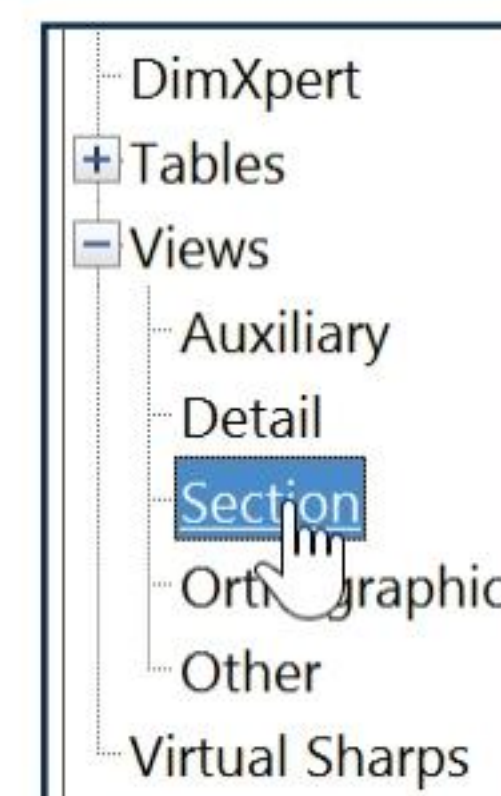 DimXpert
Tables
Views
Auxiliary
Detail
Section
Other
Virtual Sharps